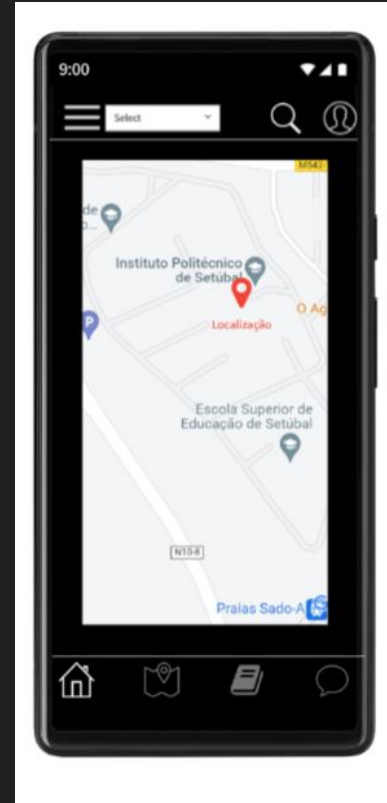 9:00
Select
M542-
de
Instituto Politécnico
de Setúbal
O Ag
P
Localização
Escola Superior de
Educação de Setúbal
N10-8
Praias Sado-A